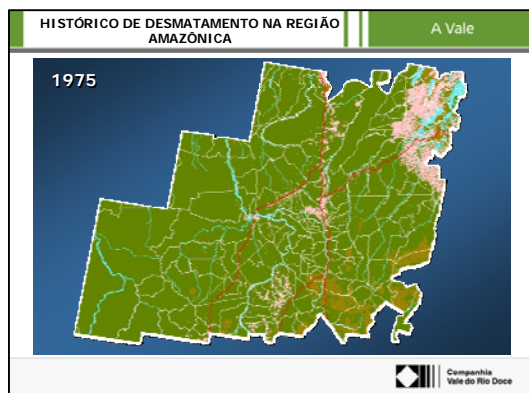 HISTÓRICO DE DESMATAMENTO NA REGIÃO
AMAZÔNICA
A Vale
1975
Companhia
Vale do Rio Doce